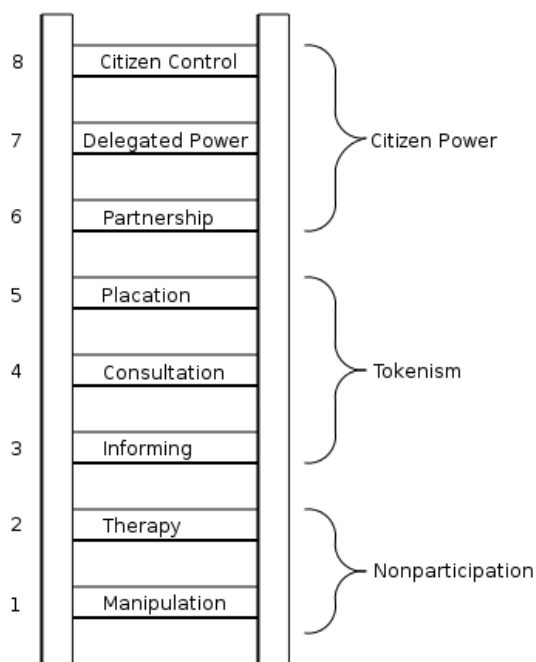 8 Citizen Control
7 Delegated Power
Citizen Power
6 Partnership
5 Placation
4 Consultation
Tokenism
3 Informing
2 Therapy
Nonparticipation
1 Manipulation